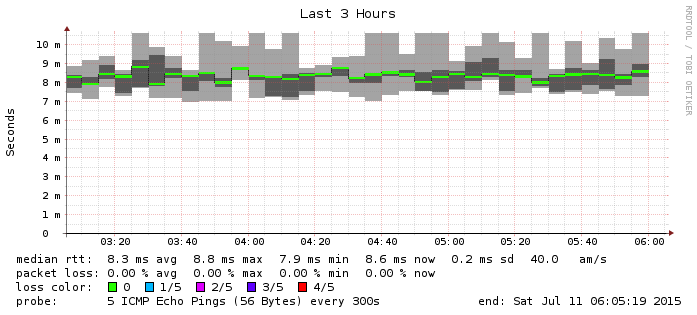 Last 3 Hours
RRDTOOL / TOBI OETIKER
Seconds
10 m
9 m
8 m
7 m
6 m
5 m
4 m
3 m
2 m
1 m
0
03:20 03:40 04:00 04:20 04:40 05:00 05:20 05:40 06:00
median rtt: 8.3 ms avg 8.8 ms max 7.9 ms min 8.6 ms now 0.2 ms sd 40.0 am/s
packet loss: 0.00 % avg 0.00 % max 0.00 % min 0.00 % now
loss color: 0 1/5 2/5 3/5 4/5
probe: 5 ICMP Echo Pings (56 Bytes) every 300s end: Sat Jul 11 06:05:19 2015